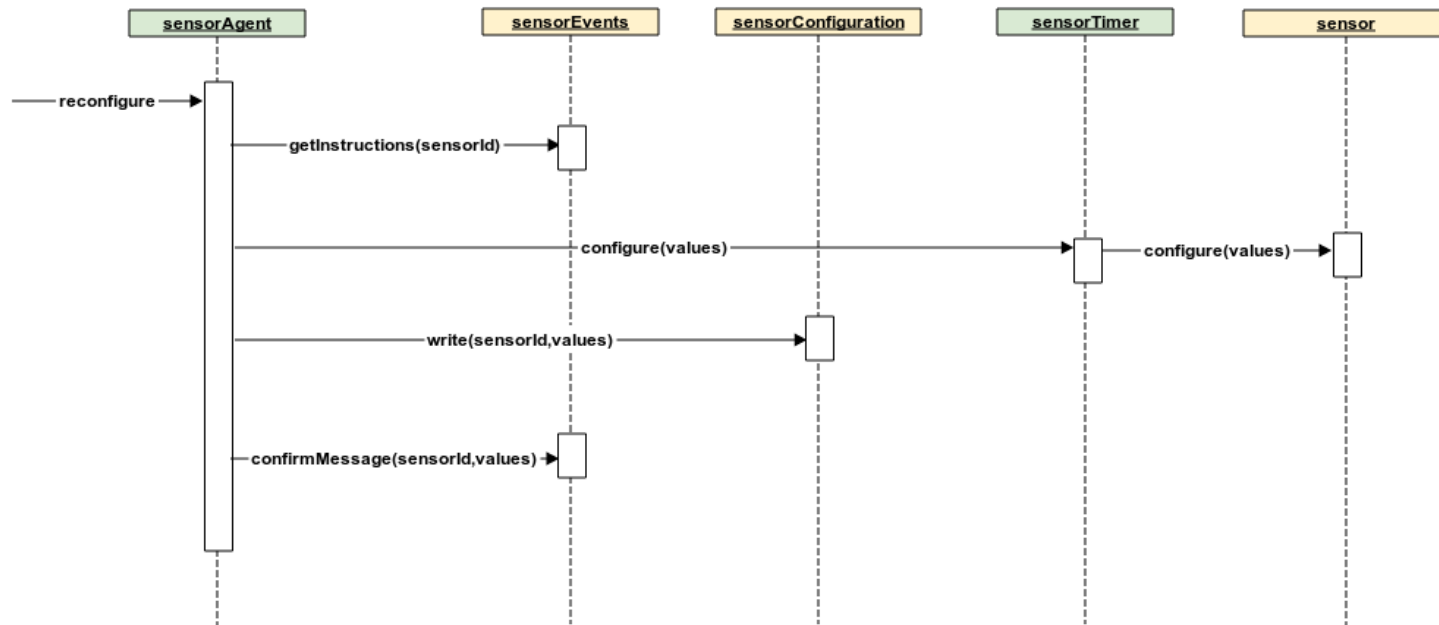 sensorAgent
sensorEvents
sensorConfiguration
sensorTimer
sensor
reconfigure
getInstructions(sensorId)
configure(values)
configure(values)
write(sensorId,values)
confirmMessage(sensorId,values)